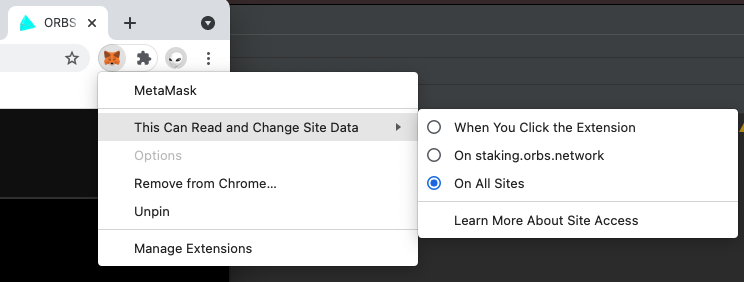 ORBS
MetaMask
This Can Read and Change Site Data
Options
Remove from Chrome...
Unpin
Manage Extensions
When You Click the Extension
On staking.orbs.network
On All Sites
Learn More About Site Access